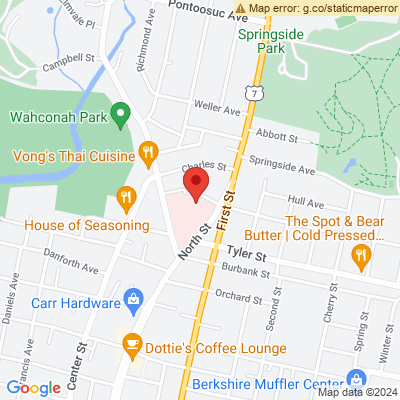 Map error: g.co/staticmaperror
Pontoosuc Ave
Springside
Park
Elmvale Pl
Richmond Ave
Campbell St
7
Weller Ave
Wahconah Park
Abbott St
Vong's Thai Cuisine
Charles St
Springside Ave
Hull Ave
House of Seasoning
First St
The Spot & Bear
Butter | Cold Pressed...
North St
Tyler St
Danforth Ave
Burbank St
Daniels Ave
Carr Hardware
Orchard St
Cherry St
Second St
Spring St
Winter St
Francis Ave
Center St
Dottie's Coffee Lounge
Berkshire Muffler Center
Google
Map data ©2024